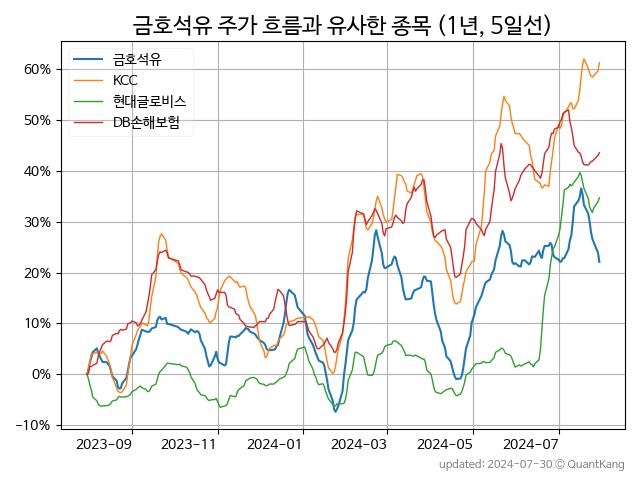 금호석유 주가 흐름과 유사한 종목 (1년, 5일선)
금호석유
KCC
현대글로비스
DB손해보험
60%
50%
40%
30%
20%
10%
0%
-10%
2023-09
2023-11
2024-01
2024-03
2024-05
2024-07
updated: 2024-07-30 © QuantKang